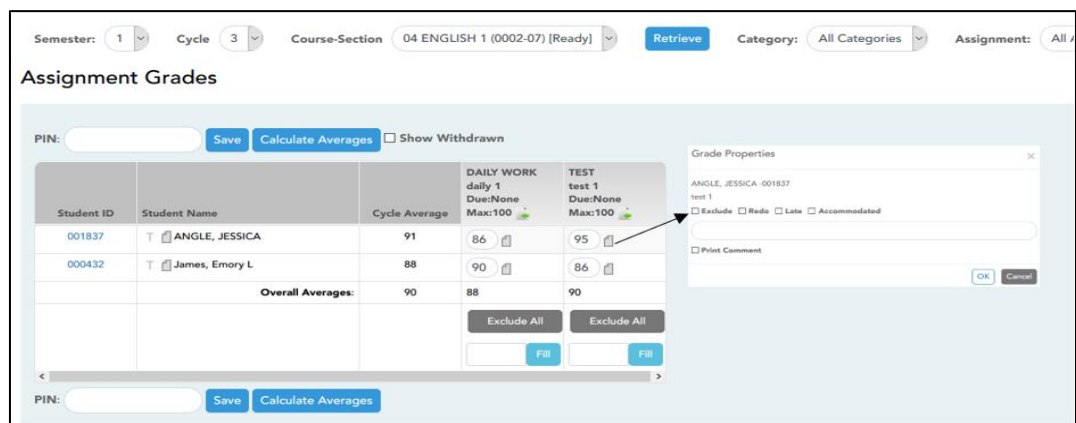 Semester: 1 Cycle 3 Course-Section 04 ENGLISH 1 (0002-07) [Ready] Retrieve Category: All Categories Assignment: All
Assignment Grades
PIN: Save Calculate Averages Show Withdrawn
Student ID Student Name Cycle Average DAILY WORK daily 1 Due:None Max:100 TEST test 1 Due:None Max:100
001837 T ANGLE, JESSICA 91 86 95
000432 T James, Emory L 88 90 86
Overall Averages: 90 88 90
Exclude All Exclude All
Fill Fill
PIN: Save Calculate Averages
Grade Properties
ANGLE, JESSICA -001837
test 1
Exclude Redo Late Accommodated
Print Comment
OK Cancel